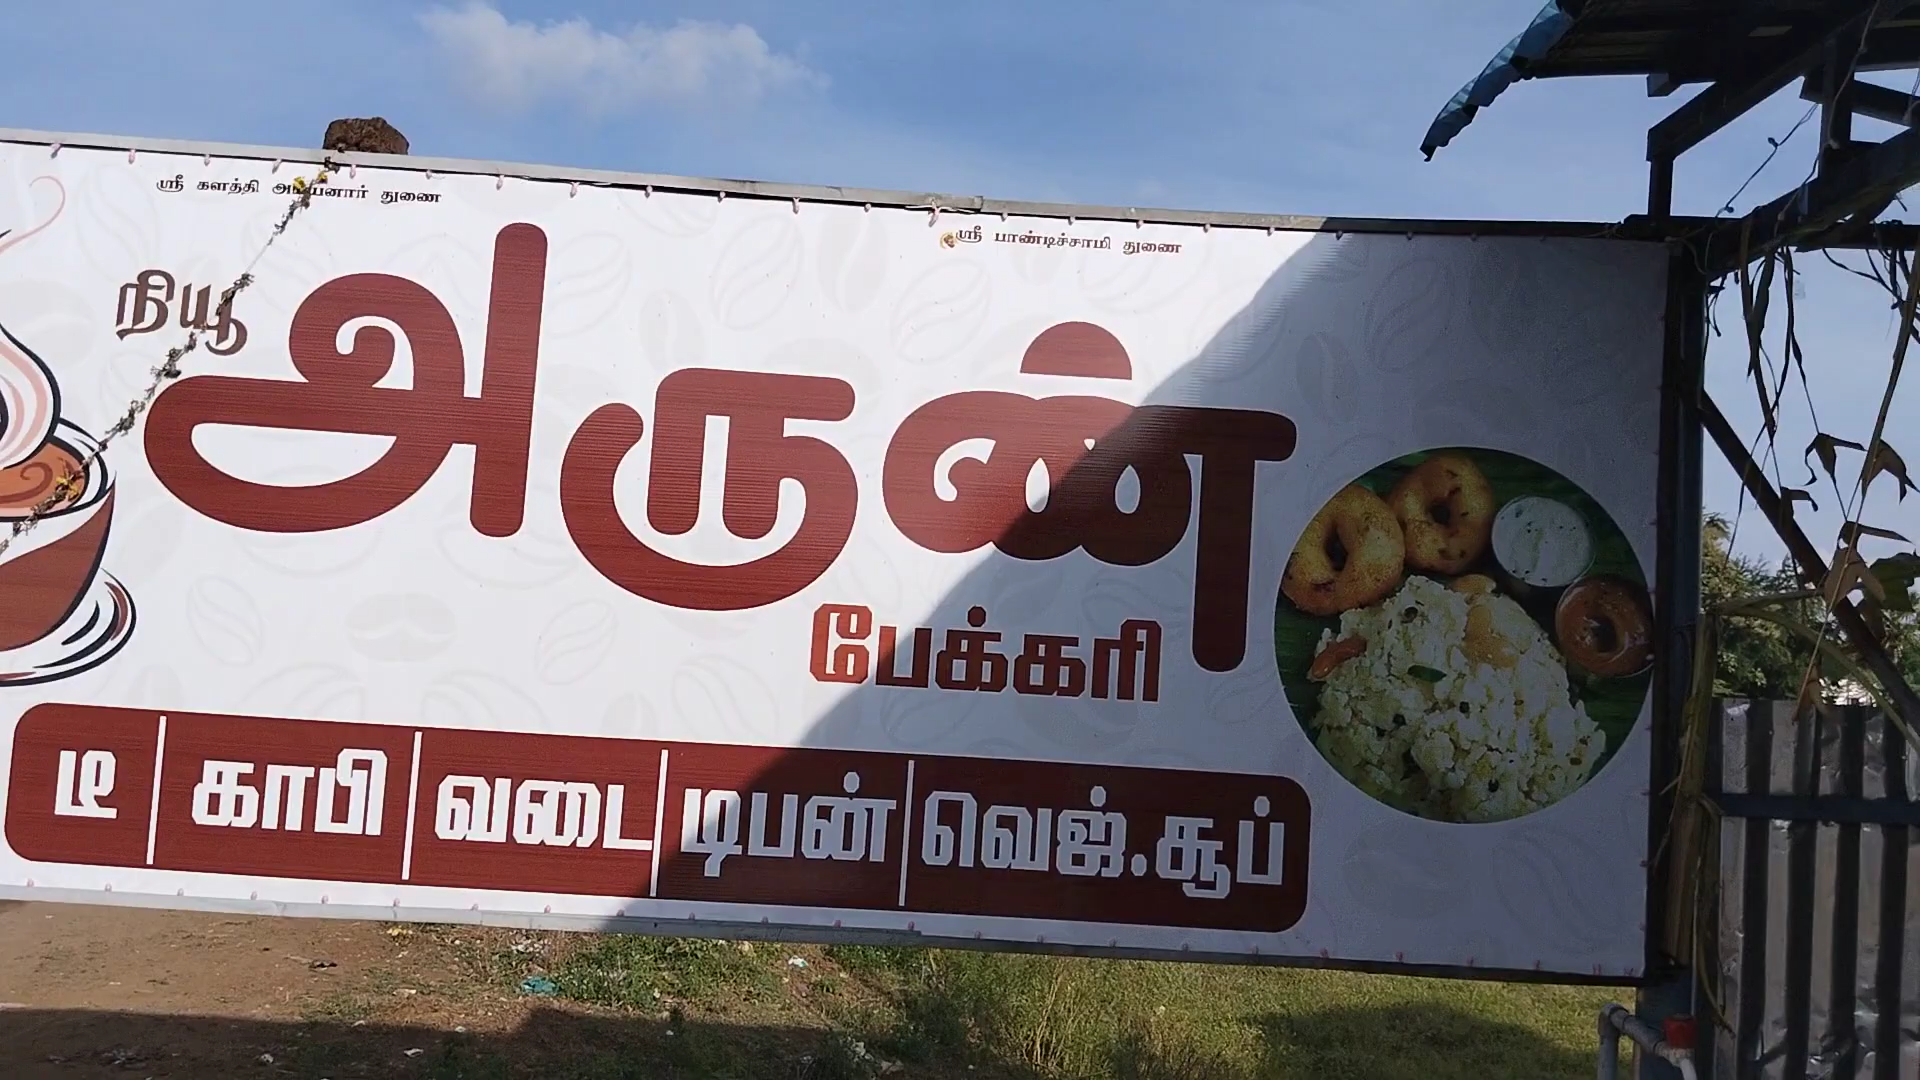 ஸ்ரீ களத்தி அய்யனார் துணை
ஸ்ரீ பாண்டிச்சாமி துணை
நியூ
அருண்
பேக்கரி
டீ காபி வடை டிபன் வெஜ்.சூப்